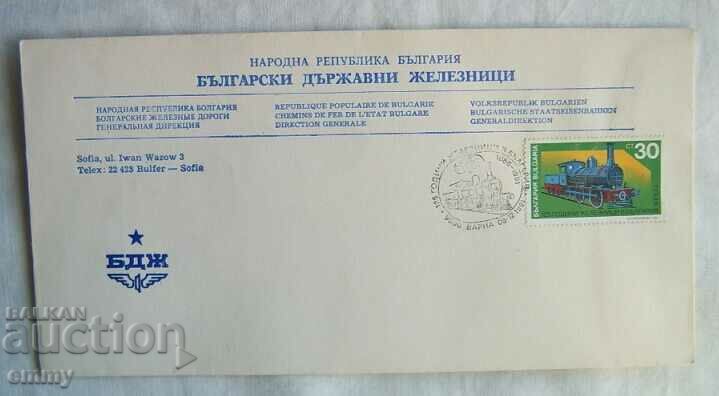 НАРОДНА РЕПУБЛИКА БЪЛГАРИЯ
БЪЛГАРСКИ ДЪРЖАВНИ ЖЕЛЕЗНИЦИ
НАРОДНАЯ РЕСПУБЛИКА БОЛГАРИЯ
БОЛГАРСКИЕ ЖЕЛЕЗНЫЕ ДОРОГИ
ГЕНЕРАЛЬНАЯ ДИРЕКЦИЯ
REPUBLIQUE POPULAIRE DE BULGARIE
CHEMINS DE FER DE L'ETAT BULGARE
DIRECTION GENERALE
VOLKSREPUBLIK BULGARIEN
BULGARISCHE STAATSEISENBAHNEN
GENERALDIREKTION
Sofia, ul. Iwan Wazow 3
Telex: 22 423 Bulfer — Sofia
ВАРНА
СТ 30
БЪЛГАРИЯ BULGARIA
БДЖ
БАЛКАН
auction
emmy